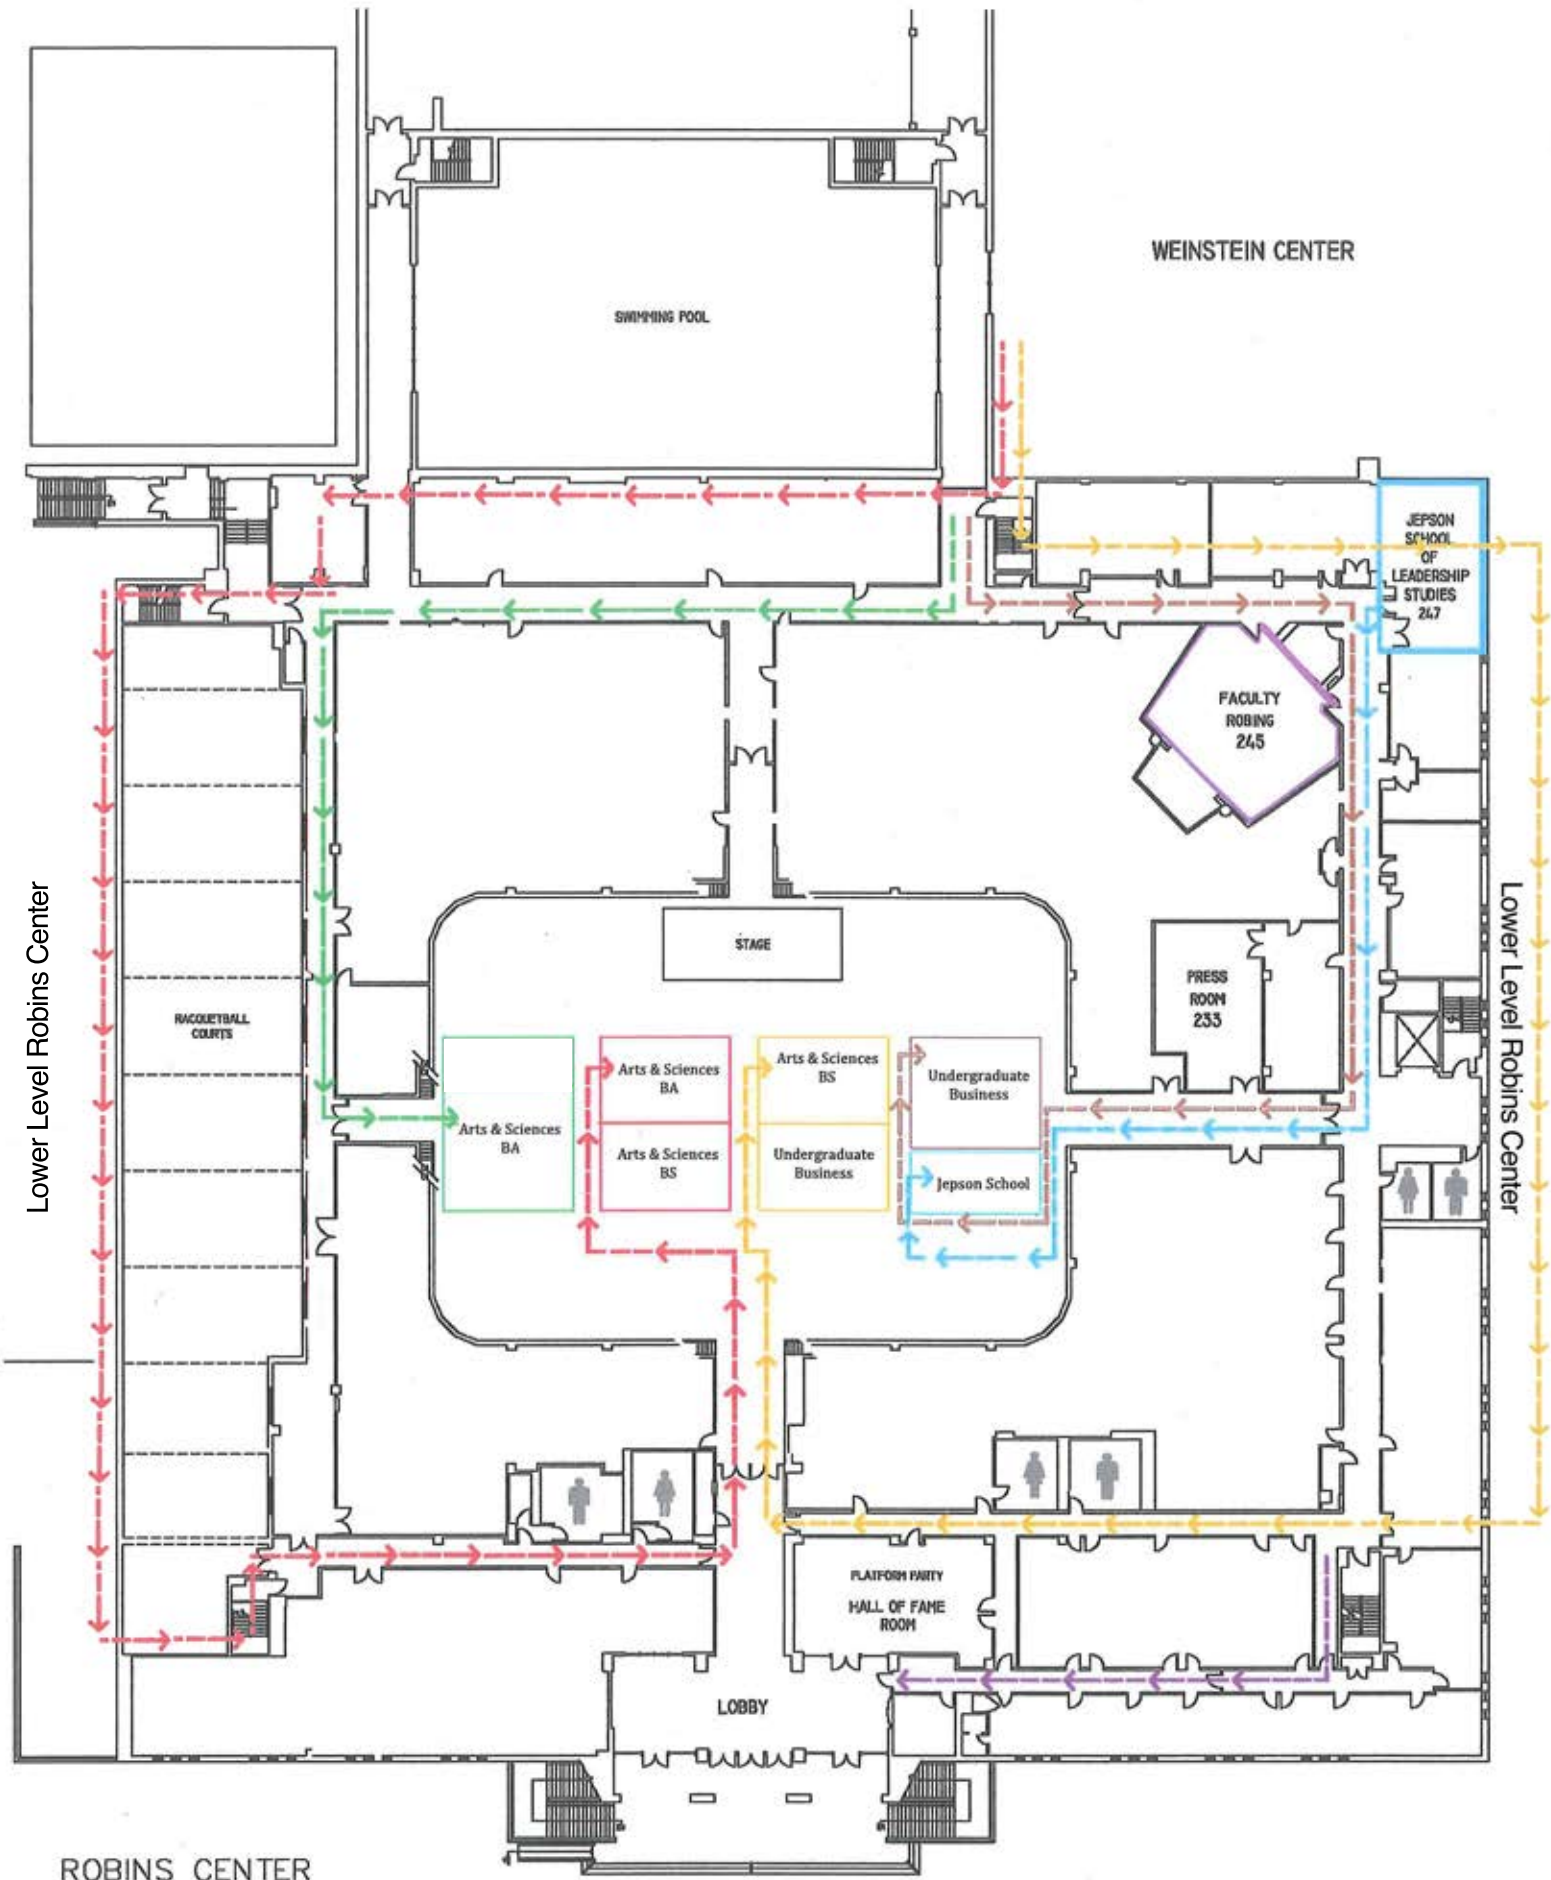 WEINSTEIN CENTER
SWIMMING POOL
JEPSON
SCHOOL
OF
LEADERSHIP
STUDIES
247
FACULTY
ROBING
245
Lower Level Robins Center
Lower Level Robins Center
STAGE
PRESS
ROOM
233
RACQUETBALL
COURTS
Arts & Sciences
BA
Arts & Sciences
BA
Arts & Sciences
BS
Arts & Sciences
BS
Undergraduate
Business
Undergraduate
Business
Jepson School
PLATFORM PARTY
HALL OF FAME
ROOM
LOBBY
ROBINS CENTER